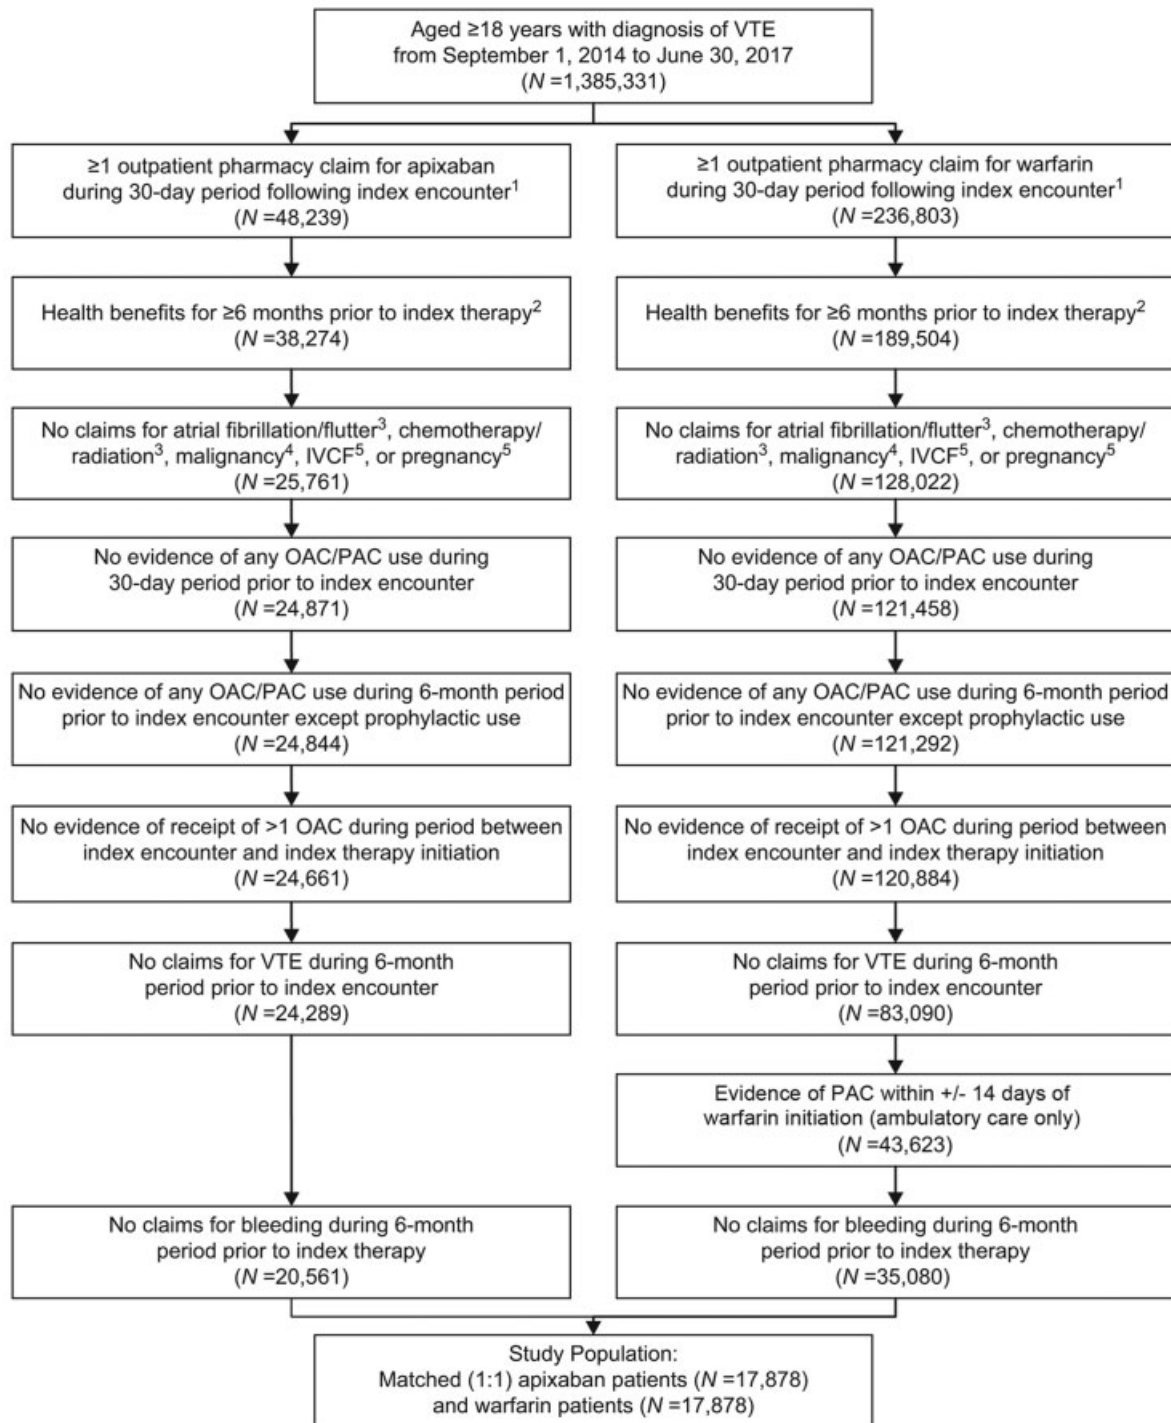 Aged ≥18 years with diagnosis of VTE
from September 1, 2014 to June 30, 2017
(N =1,385,331)
≥1 outpatient pharmacy claim for apixaban
during 30-day period following index encounter1
(N =48,239)
≥1 outpatient pharmacy claim for warfarin
during 30-day period following index encounter1
(N =236,803)
Health benefits for ≥6 months prior to index therapy2
(N =38,274)
Health benefits for ≥6 months prior to index therapy2
(N =189,504)
No claims for atrial fibrillation/flutter3, chemotherapy/
radiation3, malignancy4, IVCF5, or pregnancy5
(N =25,761)
No claims for atrial fibrillation/flutter3, chemotherapy/
radiation3, malignancy4, IVCF5, or pregnancy5
(N =128,022)
No evidence of any OAC/PAC use during
30-day period prior to index encounter
(N =24,871)
No evidence of any OAC/PAC use during
30-day period prior to index encounter
(N =121,458)
No evidence of any OAC/PAC use during 6-month period
prior to index encounter except prophylactic use
(N =24,844)
No evidence of any OAC/PAC use during 6-month period
prior to index encounter except prophylactic use
(N =121,292)
No evidence of receipt of >1 OAC during period between
index encounter and index therapy initiation
(N =24,661)
No evidence of receipt of >1 OAC during period between
index encounter and index therapy initiation
(N =120,884)
No claims for VTE during 6-month
period prior to index encounter
(N =24,289)
No claims for VTE during 6-month
period prior to index encounter
(N =83,090)
Evidence of PAC within +/- 14 days of
warfarin initiation (ambulatory care only)
(N =43,623)
No claims for bleeding during 6-month
period prior to index therapy
(N =20,561)
No claims for bleeding during 6-month
period prior to index therapy
(N =35,080)
Study Population:
Matched (1:1) apixaban patients (N =17,878)
and warfarin patients (N =17,878)